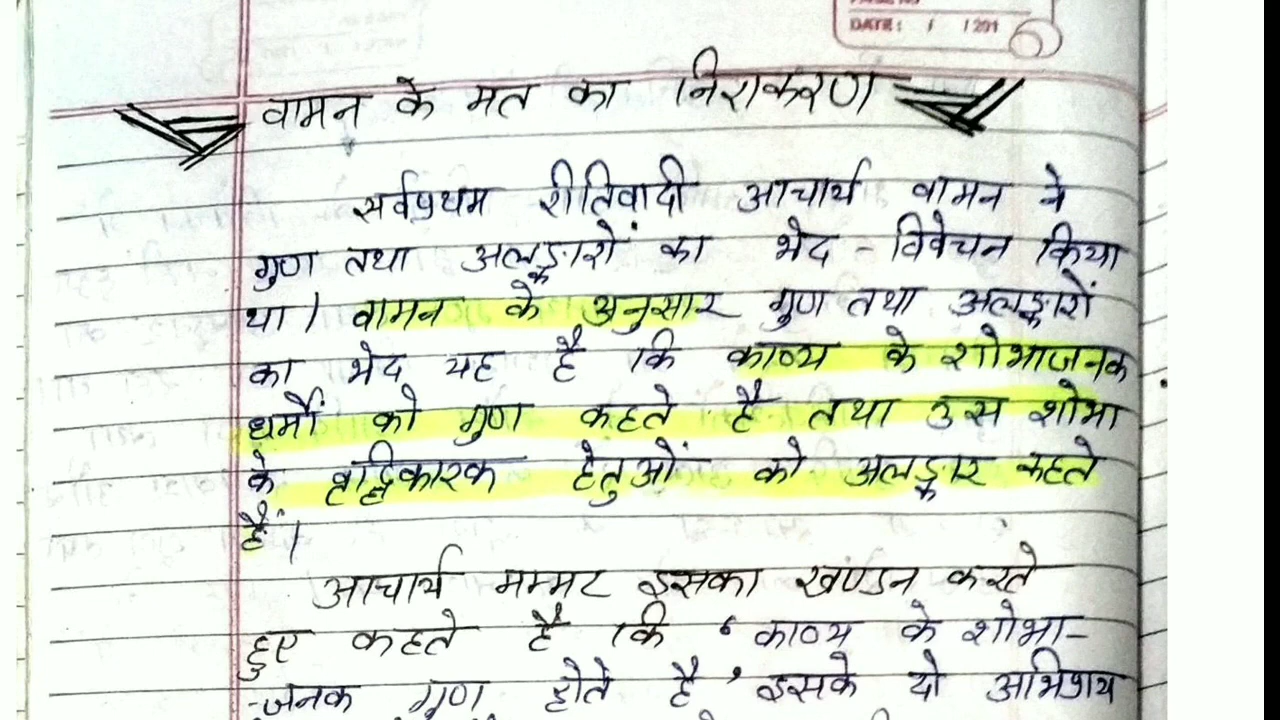 DATE: / / 201
वामन के मत का निराकरण
सर्वप्रथम रीतिवादी आचार्य वामन ने
गुण तथा अलङ्कारों का भेद - विवेचन किया
था। वामन के अनुसार गुण तथा अलङ्कारों
का भेद यह है कि काव्य के शोभाजनक
धर्मों को गुण कहते है तथा उस शोभा
के वृद्धिकारक हेतुओं को अलङ्कार कहते
हैं।
आचार्य मम्मट इसका खण्डन करते
हुए कहते है कि ‘काव्य के शोभा-
-जनक गुण होते है’ इसके दो अभिप्राय